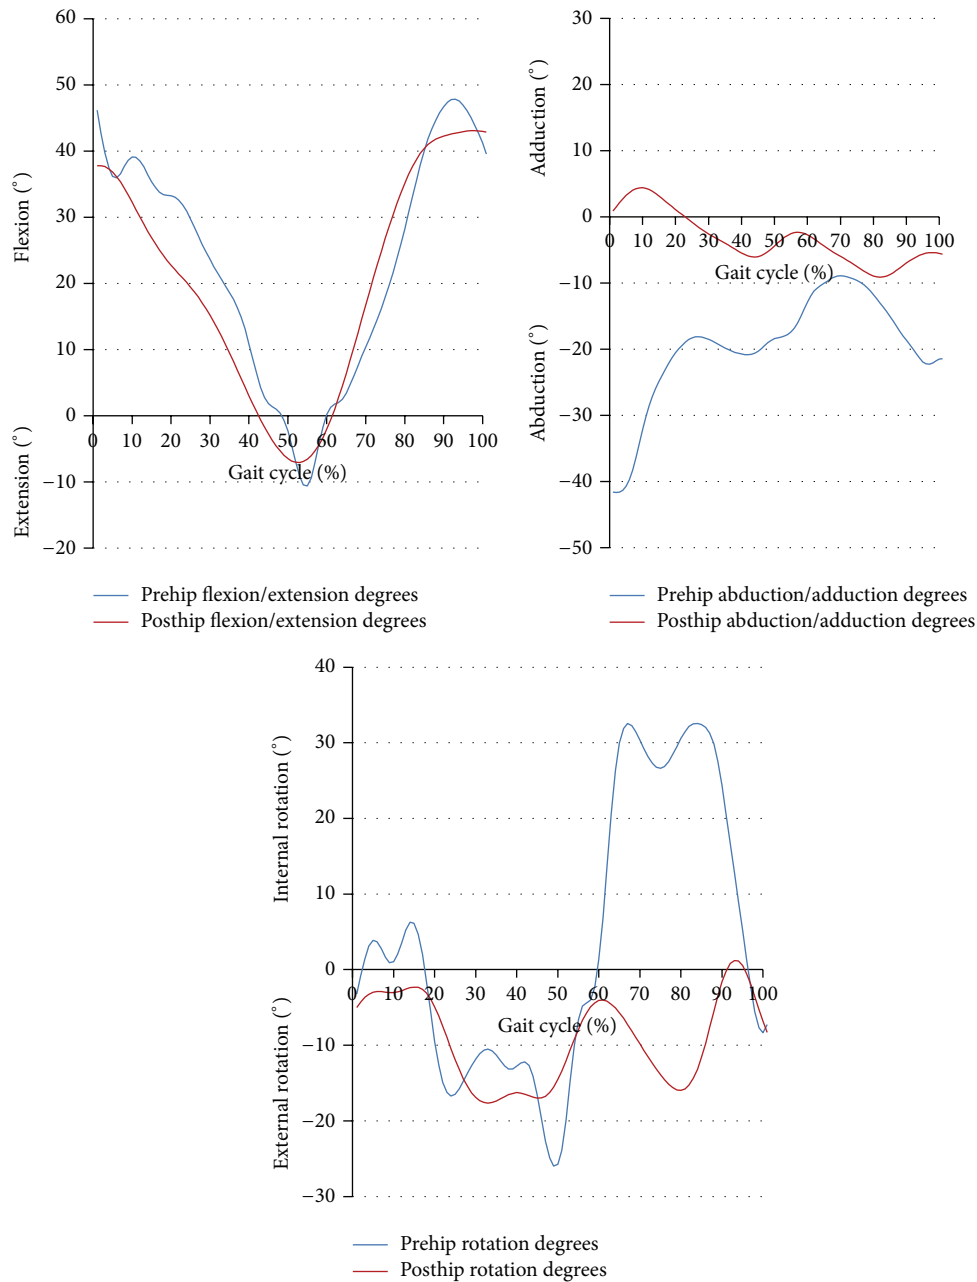 60
50
40
30
20
10
0
−10
−20
Flexion (°)
Extension (°)
0 10 20 30 40 50 60 70 80 90 100
Gait cycle (%)
Prehip flexion/extension degrees
Posthip flexion/extension degrees
30
20
10
0
−10
−20
−30
−40
−50
Adduction (°)
Abduction (°)
0 10 20 30 40 50 60 70 80 90 100
Gait cycle (%)
Prehip abduction/adduction degrees
Posthip abduction/adduction degrees
40
30
20
10
0
−10
−20
−30
Internal rotation (°)
External rotation (°)
0 10 20 30 40 50 60 70 80 90 100
Gait cycle (%)
Prehip rotation degrees
Posthip rotation degrees